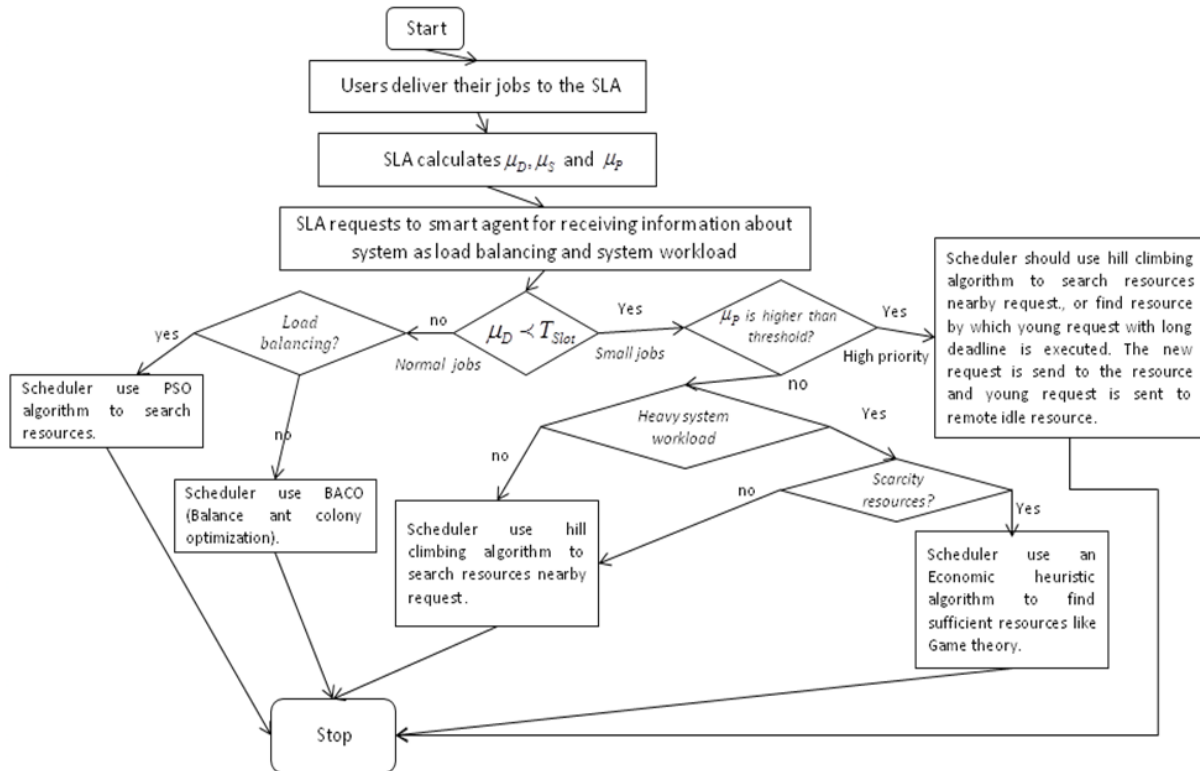 Start
Users deliver their jobs to the SLA
SLA calculates μ_D, μ_S and μ_P
SLA requests to smart agent for receiving information about
system as load balancing and system workload
Scheduler should use hill climbing
algorithm to search resources
nearby request., or find resource
by which young request with long
deadline is executed. The new
request is send to the resource
and young request is sent to
remote idle resource.
yes
Load
balancing?
no
Normal jobs
μ_D ≺ T_Slot
Yes
Small jobs
μ_P is higher than
threshold?
Yes
High priority
Scheduler use PSO
algorithm to search
resources.
no
no
Heavy system
workload
Yes
no
Scheduler use BACO
(Balance ant colony
optimization).
no
Scarcity
resources?
Yes
Scheduler use hill
climbing algorithm to
search resources nearby
request.
Scheduler use an
Economic heuristic
algorithm to find
sufficient resources like
Game theory.
Stop